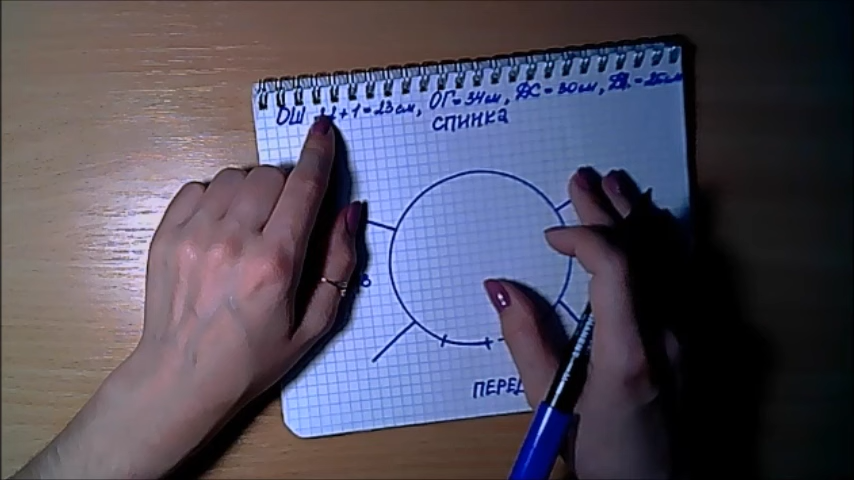 ОШ +1=23см, ОГ=34см, ДС=30см, =25см
СПИНКА
В
ПЕРЕД